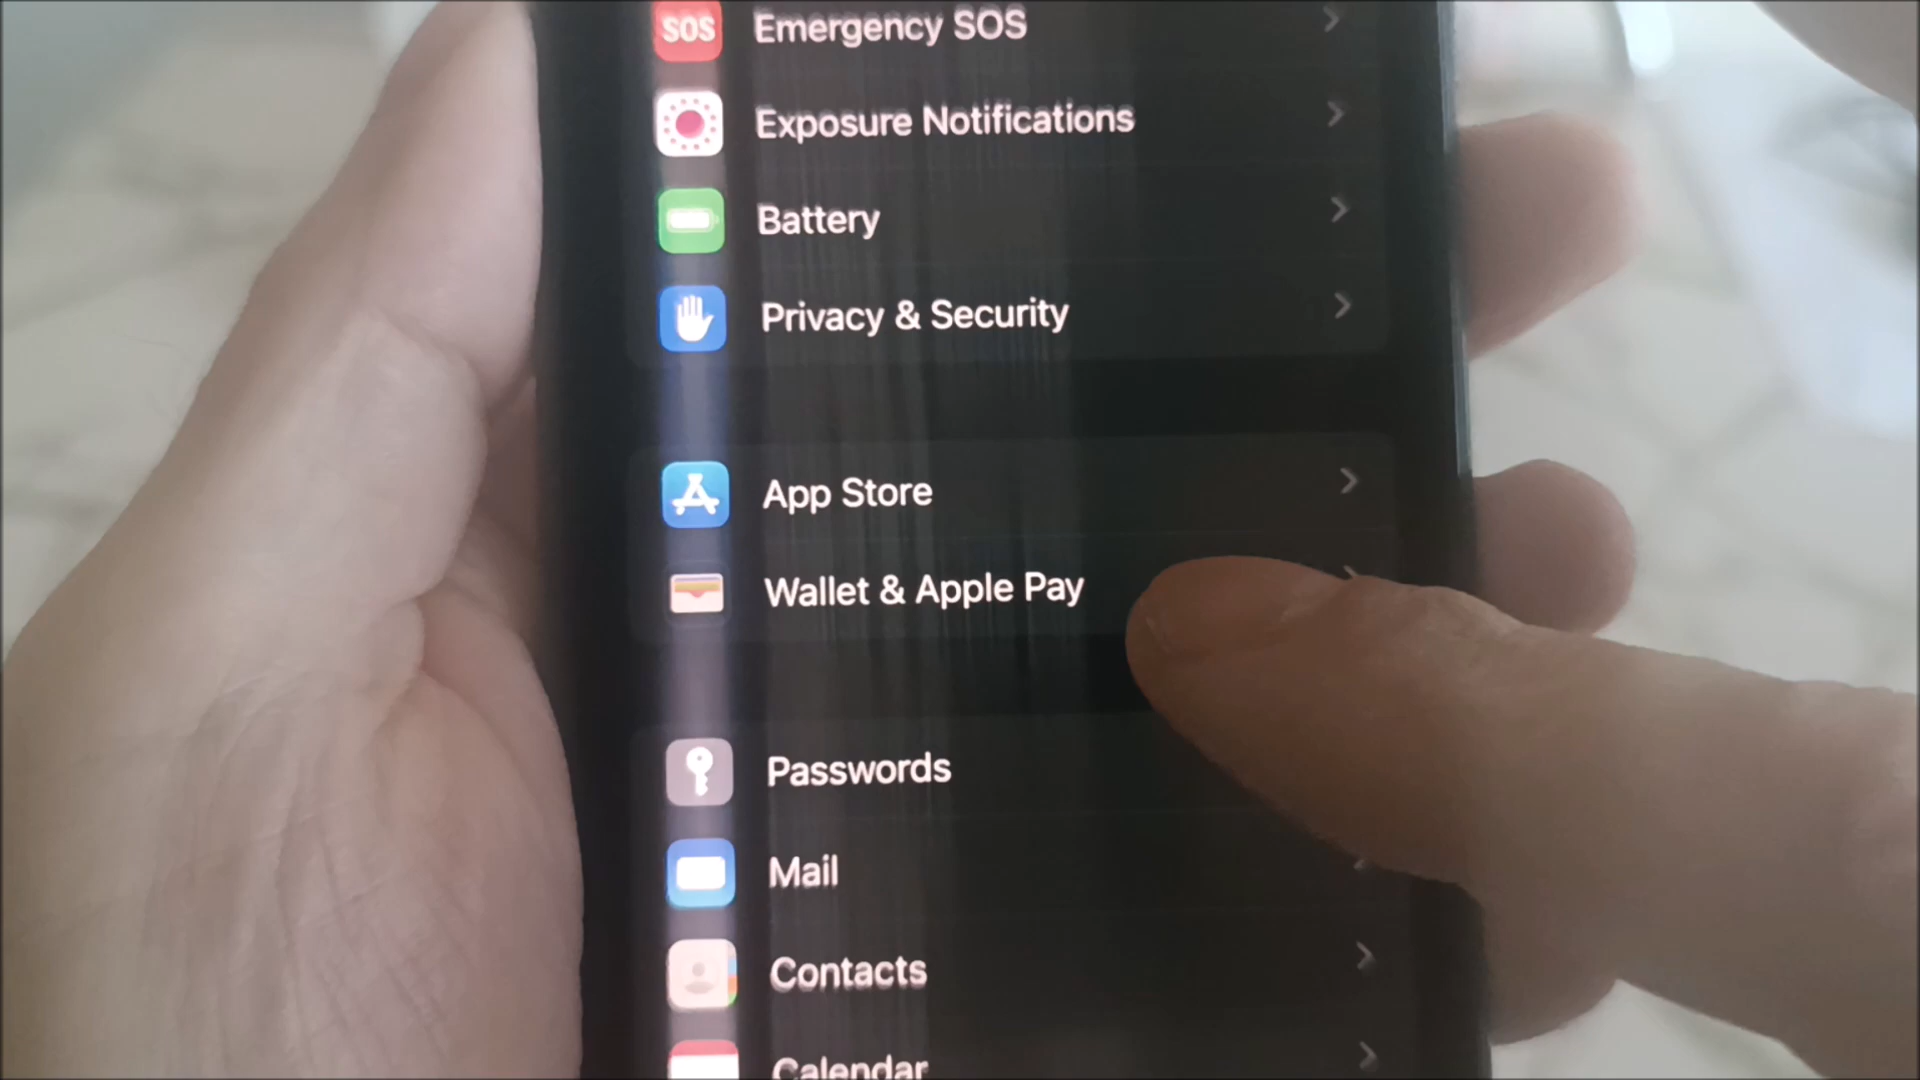 SOS Emergency SOS
Exposure Notifications
Battery
Privacy & Security
App Store
Wallet & Apple Pay
Passwords
Mail
Contacts
Calendar